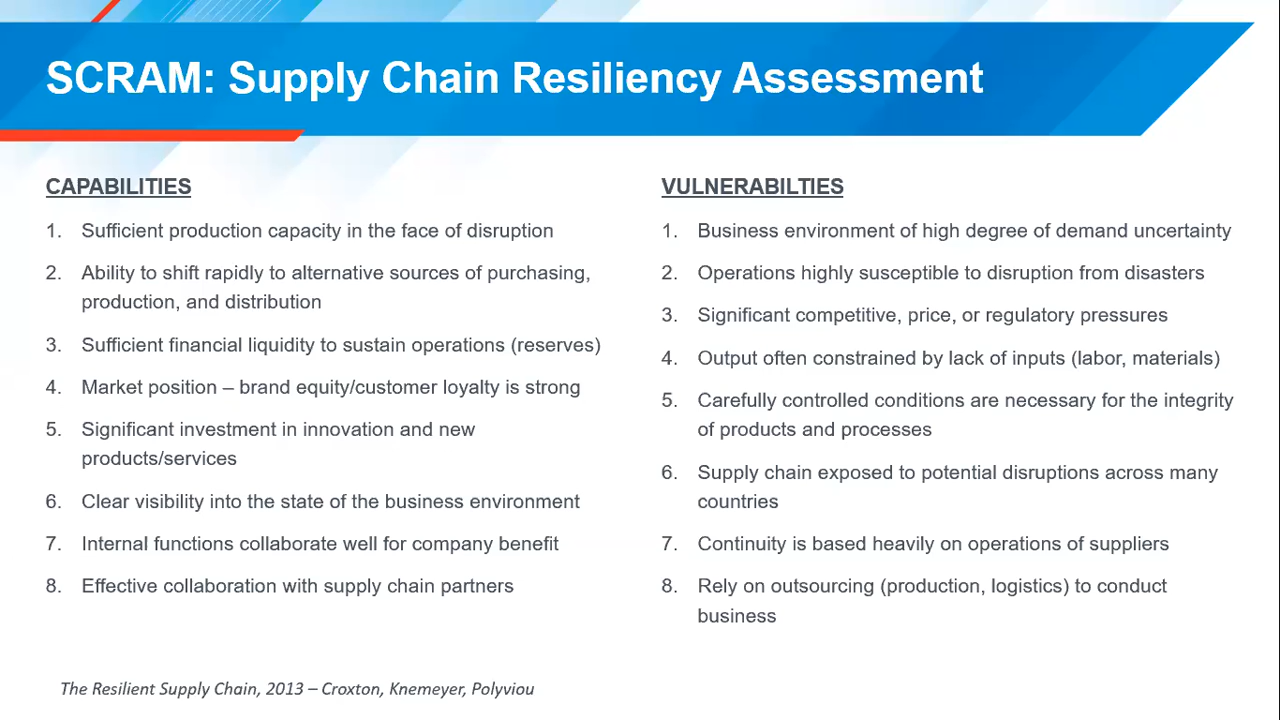 SCRAM: Supply Chain Resiliency Assessment
CAPABILITIES
1. Sufficient production capacity in the face of disruption
2. Ability to shift rapidly to alternative sources of purchasing,
production, and distribution
3. Sufficient financial liquidity to sustain operations (reserves)
4. Market position – brand equity/customer loyalty is strong
5. Significant investment in innovation and new
products/services
6. Clear visibility into the state of the business environment
7. Internal functions collaborate well for company benefit
8. Effective collaboration with supply chain partners
VULNERABILTIES
1. Business environment of high degree of demand uncertainty
2. Operations highly susceptible to disruption from disasters
3. Significant competitive, price, or regulatory pressures
4. Output often constrained by lack of inputs (labor, materials)
5. Carefully controlled conditions are necessary for the integrity
of products and processes
6. Supply chain exposed to potential disruptions across many
countries
7. Continuity is based heavily on operations of suppliers
8. Rely on outsourcing (production, logistics) to conduct
business
The Resilient Supply Chain, 2013 – Croxton, Knemeyer, Polyviou